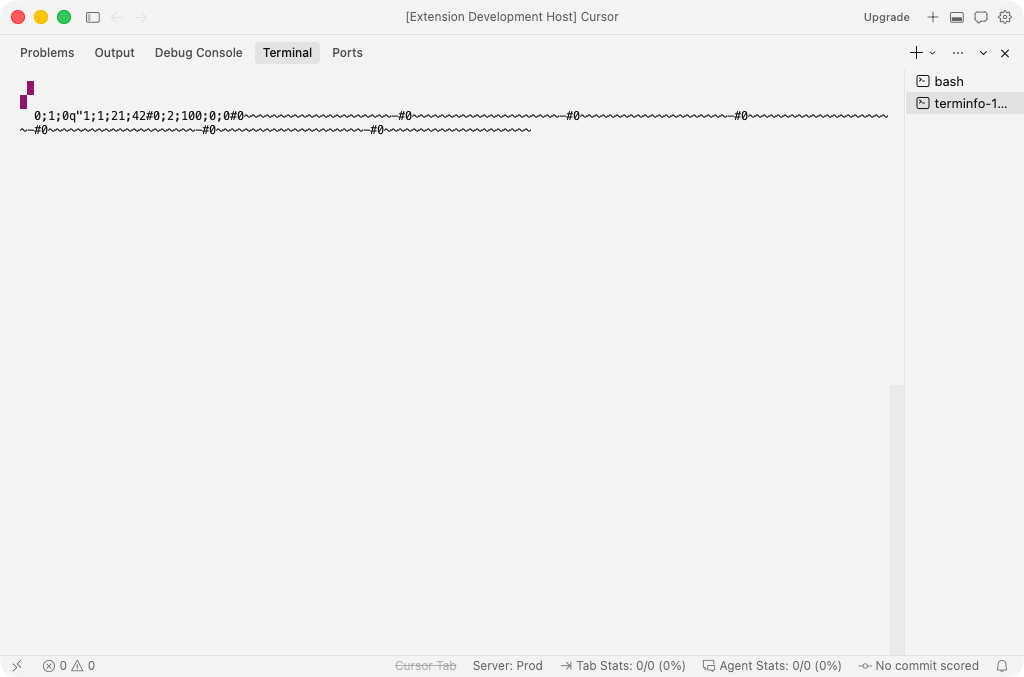 [Extension Development Host] Cursor
Upgrade
Problems Output Debug Console Terminal Ports
bash
terminfo-1...
0;1;0q"1;1;21;42#0;2;100;0;0#0~~~~~~~~~~~~~~~~~~~~~-#0~~~~~~~~~~~~~~~~~~~~~-#0~~~~~~~~~~~~~~~~~~~~~-#0~~~~~~~~~~~~~~~~~~~~
~-#0~~~~~~~~~~~~~~~~~~~~~-#0~~~~~~~~~~~~~~~~~~~~~-#0~~~~~~~~~~~~~~~~~~~~~
0 0 Cursor Tab Server: Prod Tab Stats: 0/0 (0%) Agent Stats: 0/0 (0%) No commit scored